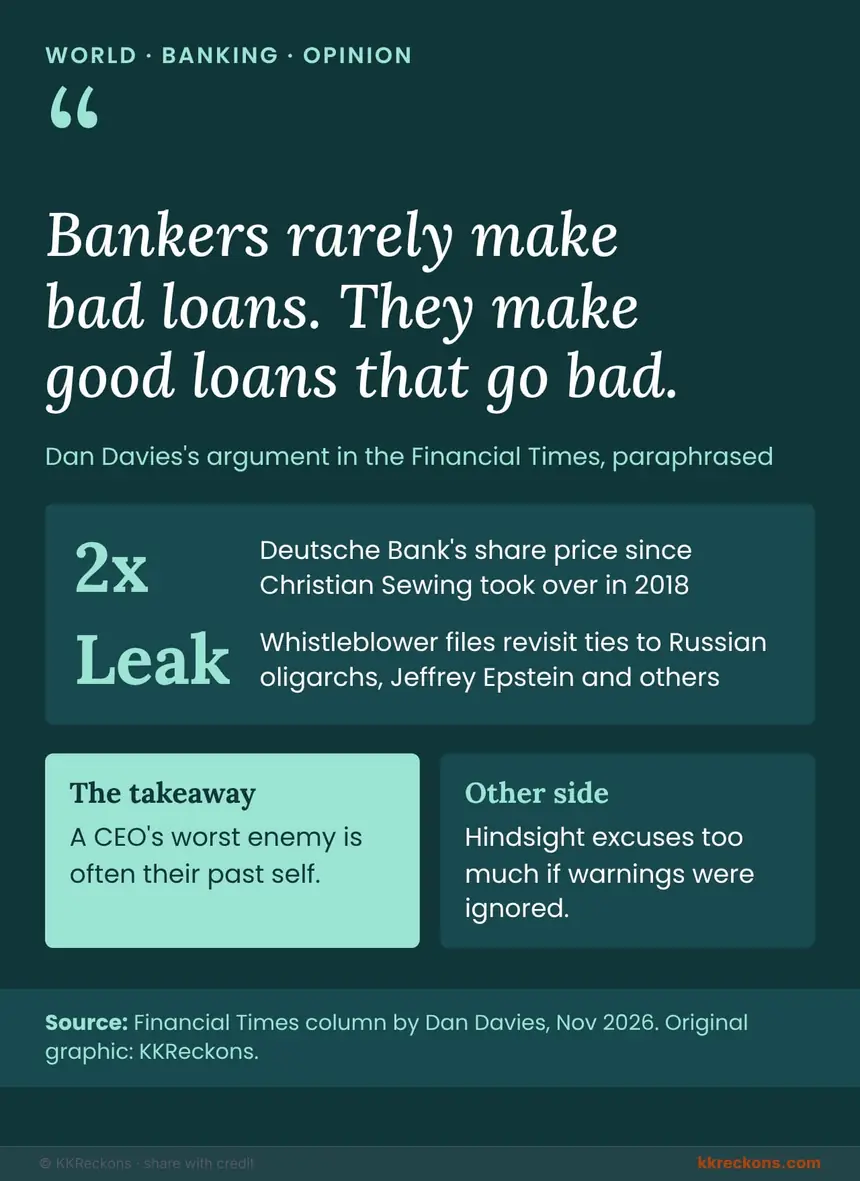 WORLD · BANKING · OPINION
“
Bankers rarely make
bad loans. They make
good loans that go bad.
Dan Davies's argument in the Financial Times, paraphrased
2x
Deutsche Bank's share price since
Christian Sewing took over in 2018
Leak
Whistleblower files revisit ties to Russian
oligarchs, Jeffrey Epstein and others
The takeaway
A CEO's worst enemy is
often their past self.
Other side
Hindsight excuses too
much if warnings were
ignored.
Source: Financial Times column by Dan Davies, Nov 2026. Original
graphic: KKReckons.
© KKReckons · share with credit
kkreckons.com